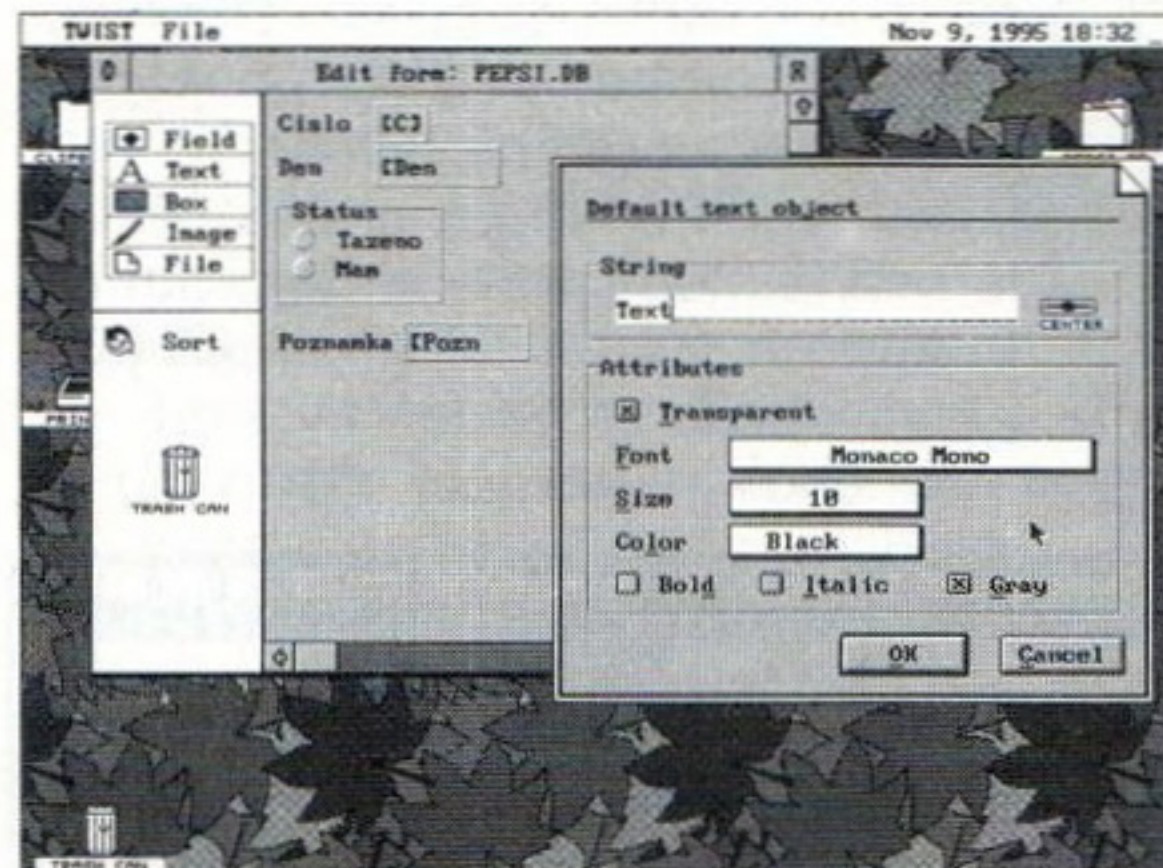 TWIST File Nov 9, 1995 18:32
Edit form: PEPSI.DB
Field
Text
Box
Image
File
Sort
TRASH CAN
Cislo [C]
Den [Den
Status
Tazeno
Mam
Poznamka [Pozn
Default text object
String
Text
CENTER
Attributes
Transparent
Font Monaco Mono
Size 10
Color Black
Bold Italic Gray
OK Cancel
TRASH CAN